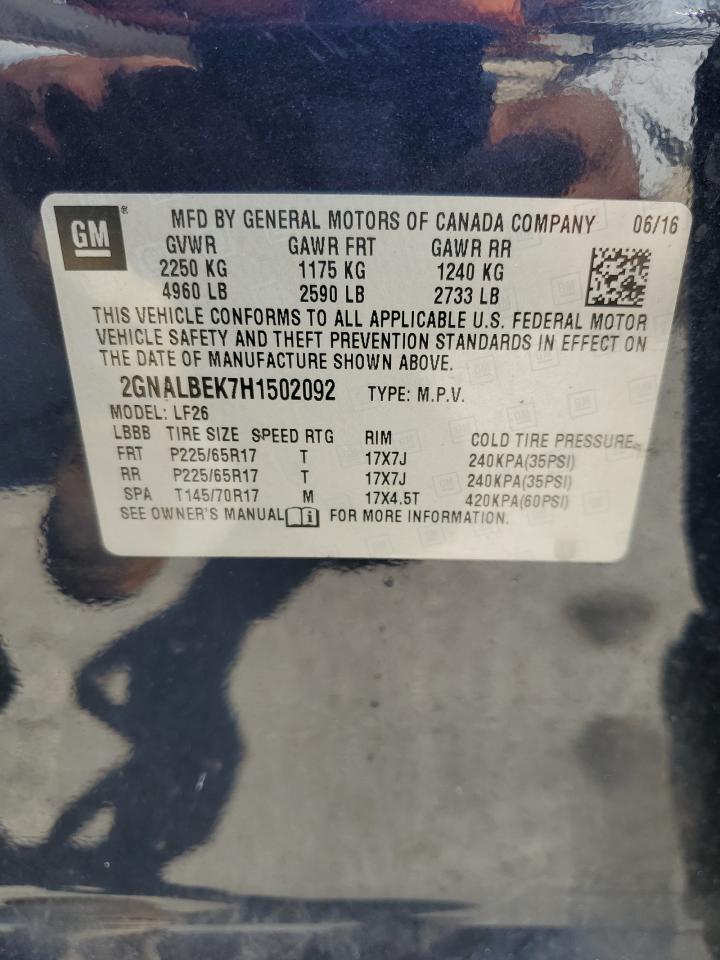 GM® MFD BY GENERAL MOTORS OF CANADA COMPANY 06/16
GVWR GAWR FRT GAWR RR
2250 KG 1175 KG 1240 KG
4960 LB 2590 LB 2733 LB
THIS VEHICLE CONFORMS TO ALL APPLICABLE U.S. FEDERAL MOTOR
VEHICLE SAFETY AND THEFT PREVENTION STANDARDS IN EFFECT ON
THE DATE OF MANUFACTURE SHOWN ABOVE.
2GNALBEK7H1502092 TYPE: M.P.V.
MODEL: LF26
LBBB TIRE SIZE SPEED RTG RIM COLD TIRE PRESSURE
FRT P225/65R17 T 17X7J 240KPA(35PSI)
RR P225/65R17 T 17X7J 240KPA(35PSI)
SPA T145/70R17 M 17X4.5T 420KPA(60PSI)
SEE OWNER'S MANUAL FOR MORE INFORMATION.